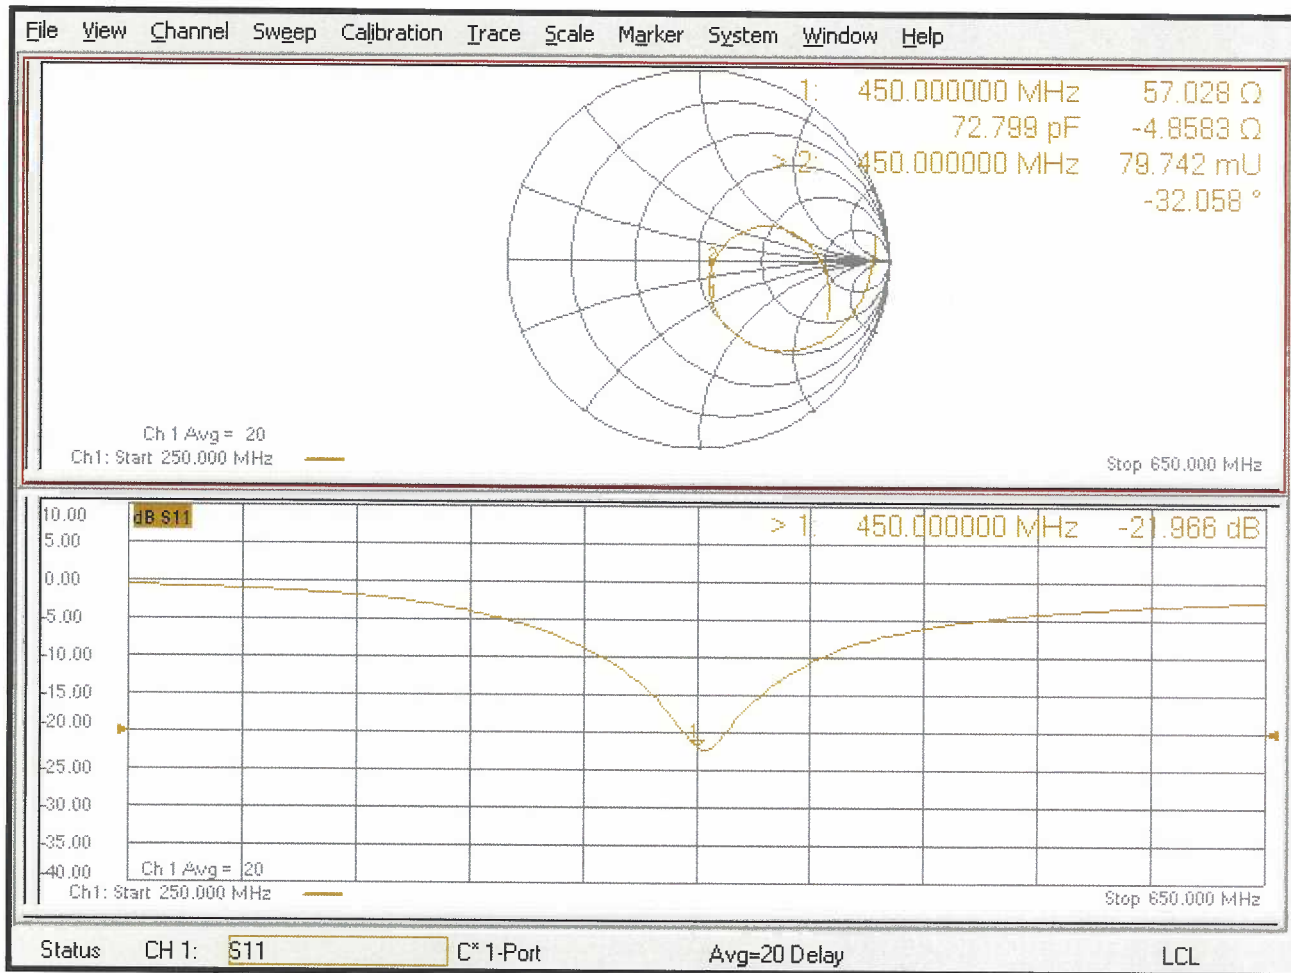 File View Channel Sweep Calibration Trace Scale Marker System Window Help
1: 450.000000 MHz 57.028 Ω
72.799 pF -4.8583 Ω
> 2: 450.000000 MHz 79.742 mU
-32.058 °
2
1
Ch 1 Avg = 20
Ch1: Start 250.000 MHz
Stop 650.000 MHz
10.00
dB S11
> 1: 450.000000 MHz -21.966 dB
5.00
0.00
-5.00
-10.00
-15.00
-20.00
1
-25.00
-30.00
-35.00
-40.00
Ch 1 Avg = 20
Ch1: Start 250.000 MHz
Stop 650.000 MHz
Status CH 1: S11 C* 1-Port Avg=20 Delay LCL